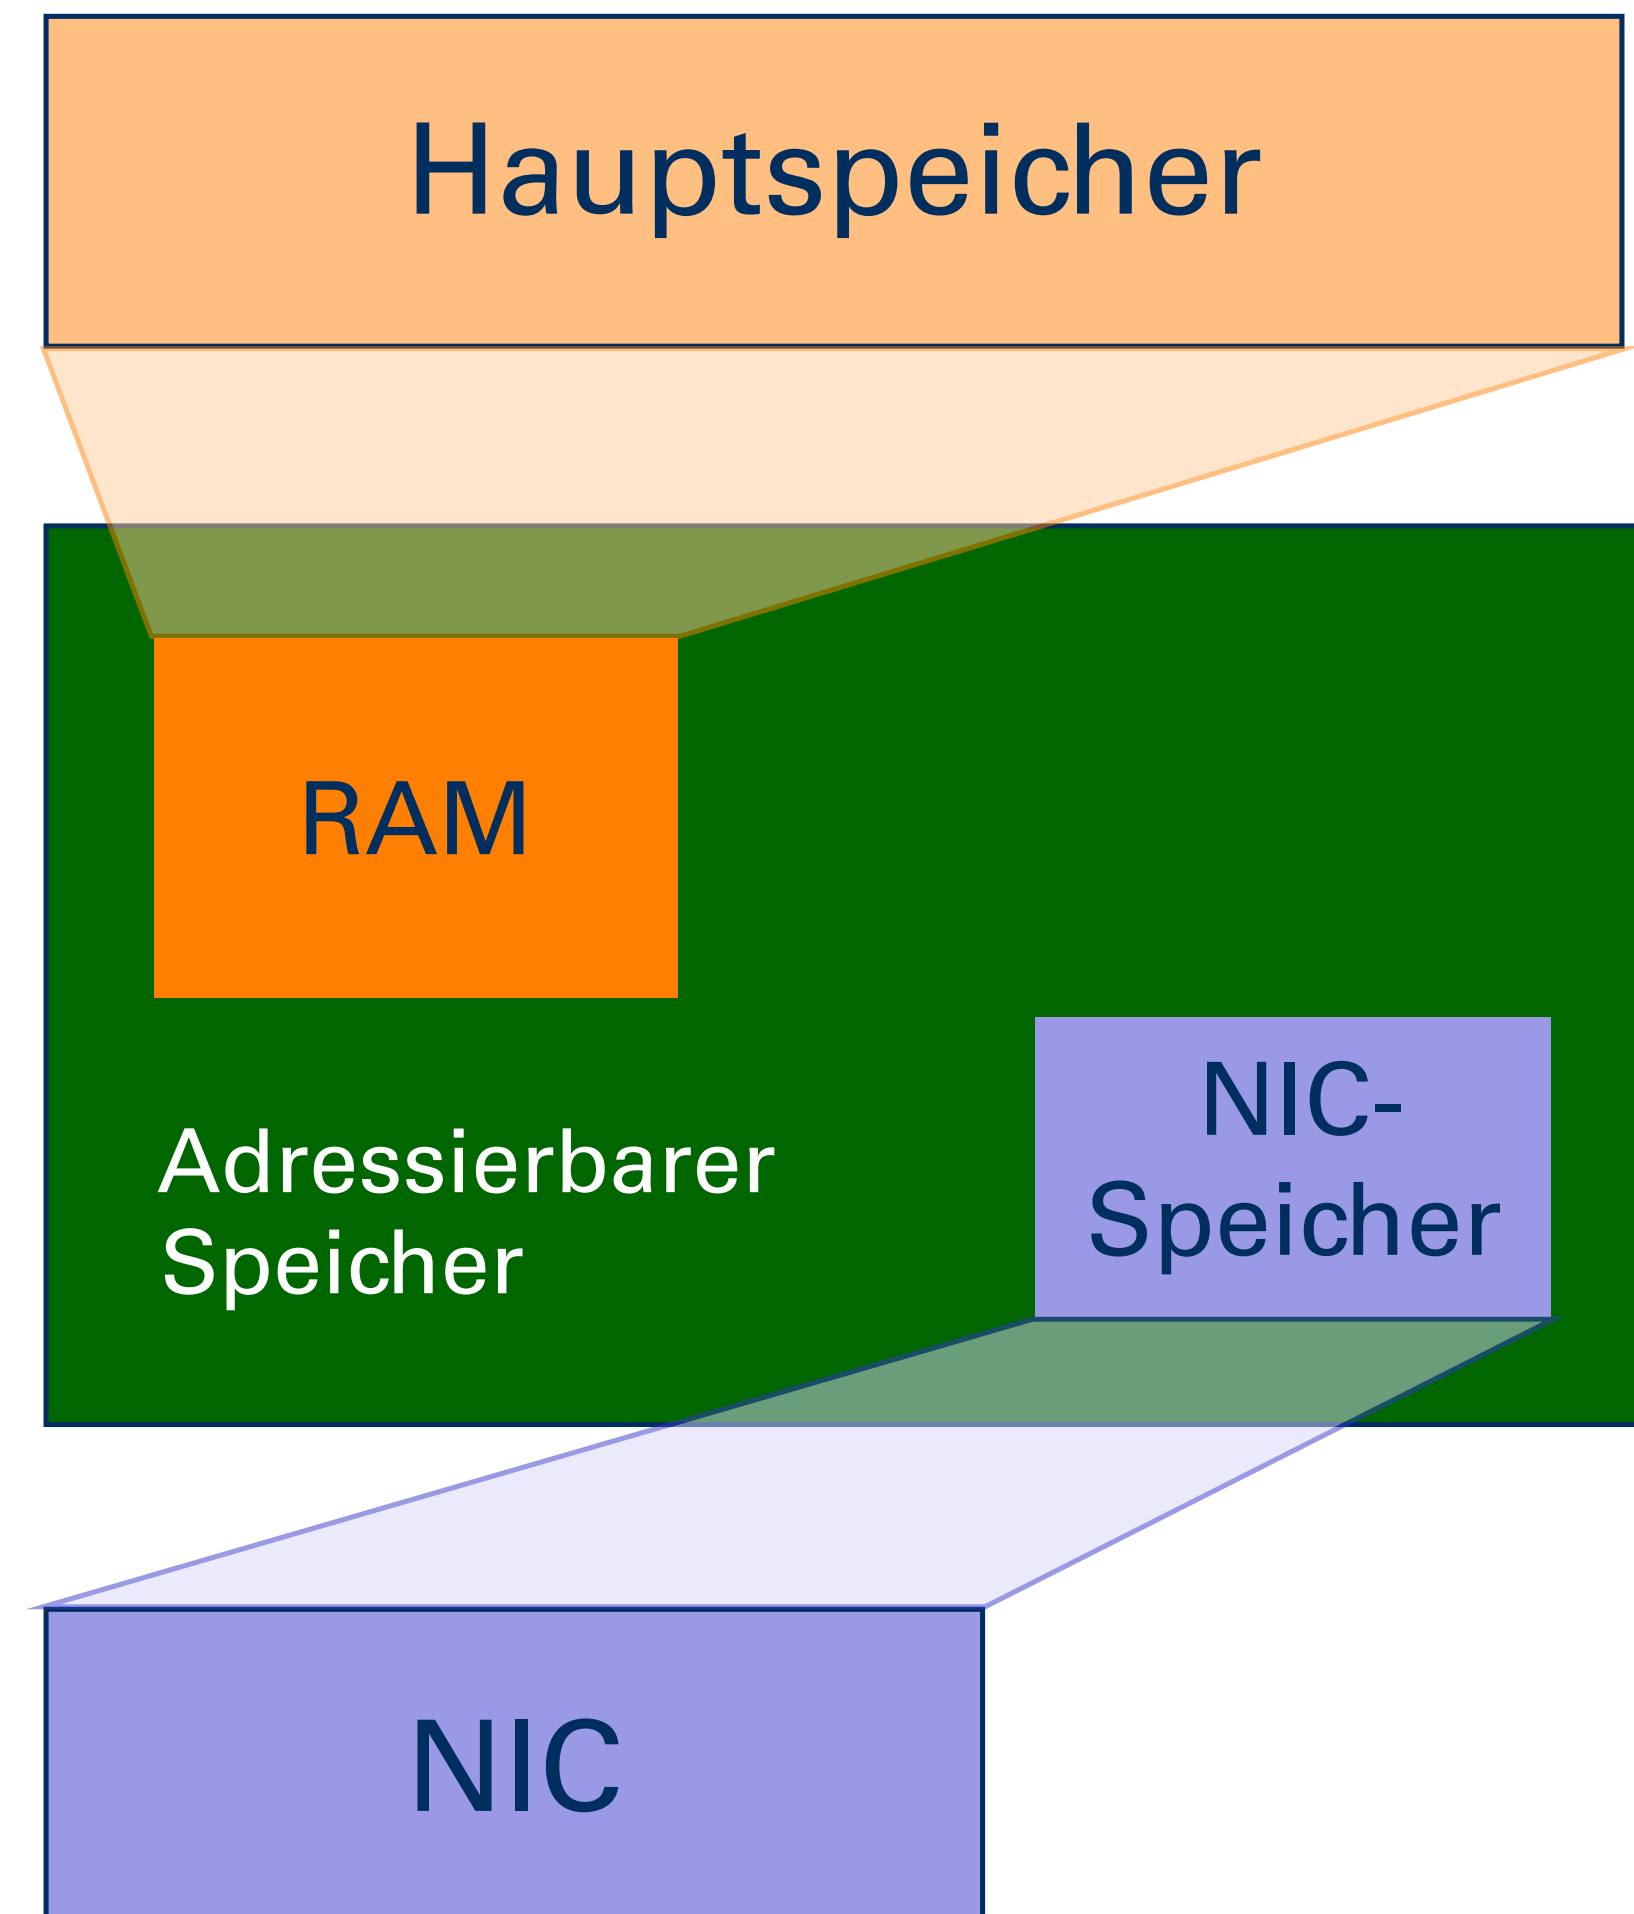 Hauptspeicher
RAM
NIC-
Speicher
Adressierbarer
Speicher
NIC